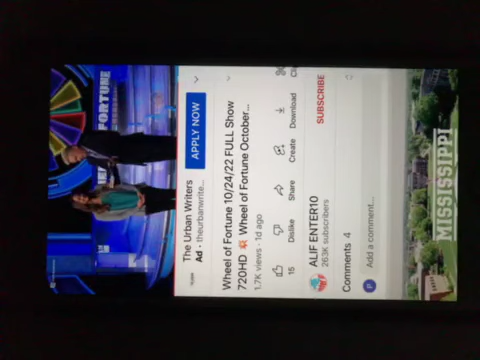 FORTUNE
The Urban Writers
Ad • theurbanwrite...
APPLY NOW
Wheel of Fortune 10/24/22 FULL Show
720HD 💥 Wheel of Fortune October...
1.7K views • 1d ago
15
Dislike
Share
Create
Download
ALIF ENTER10
263K subscribers
SUBSCRIBE
Comments 4
Add a comment...
MISSISSIPPI